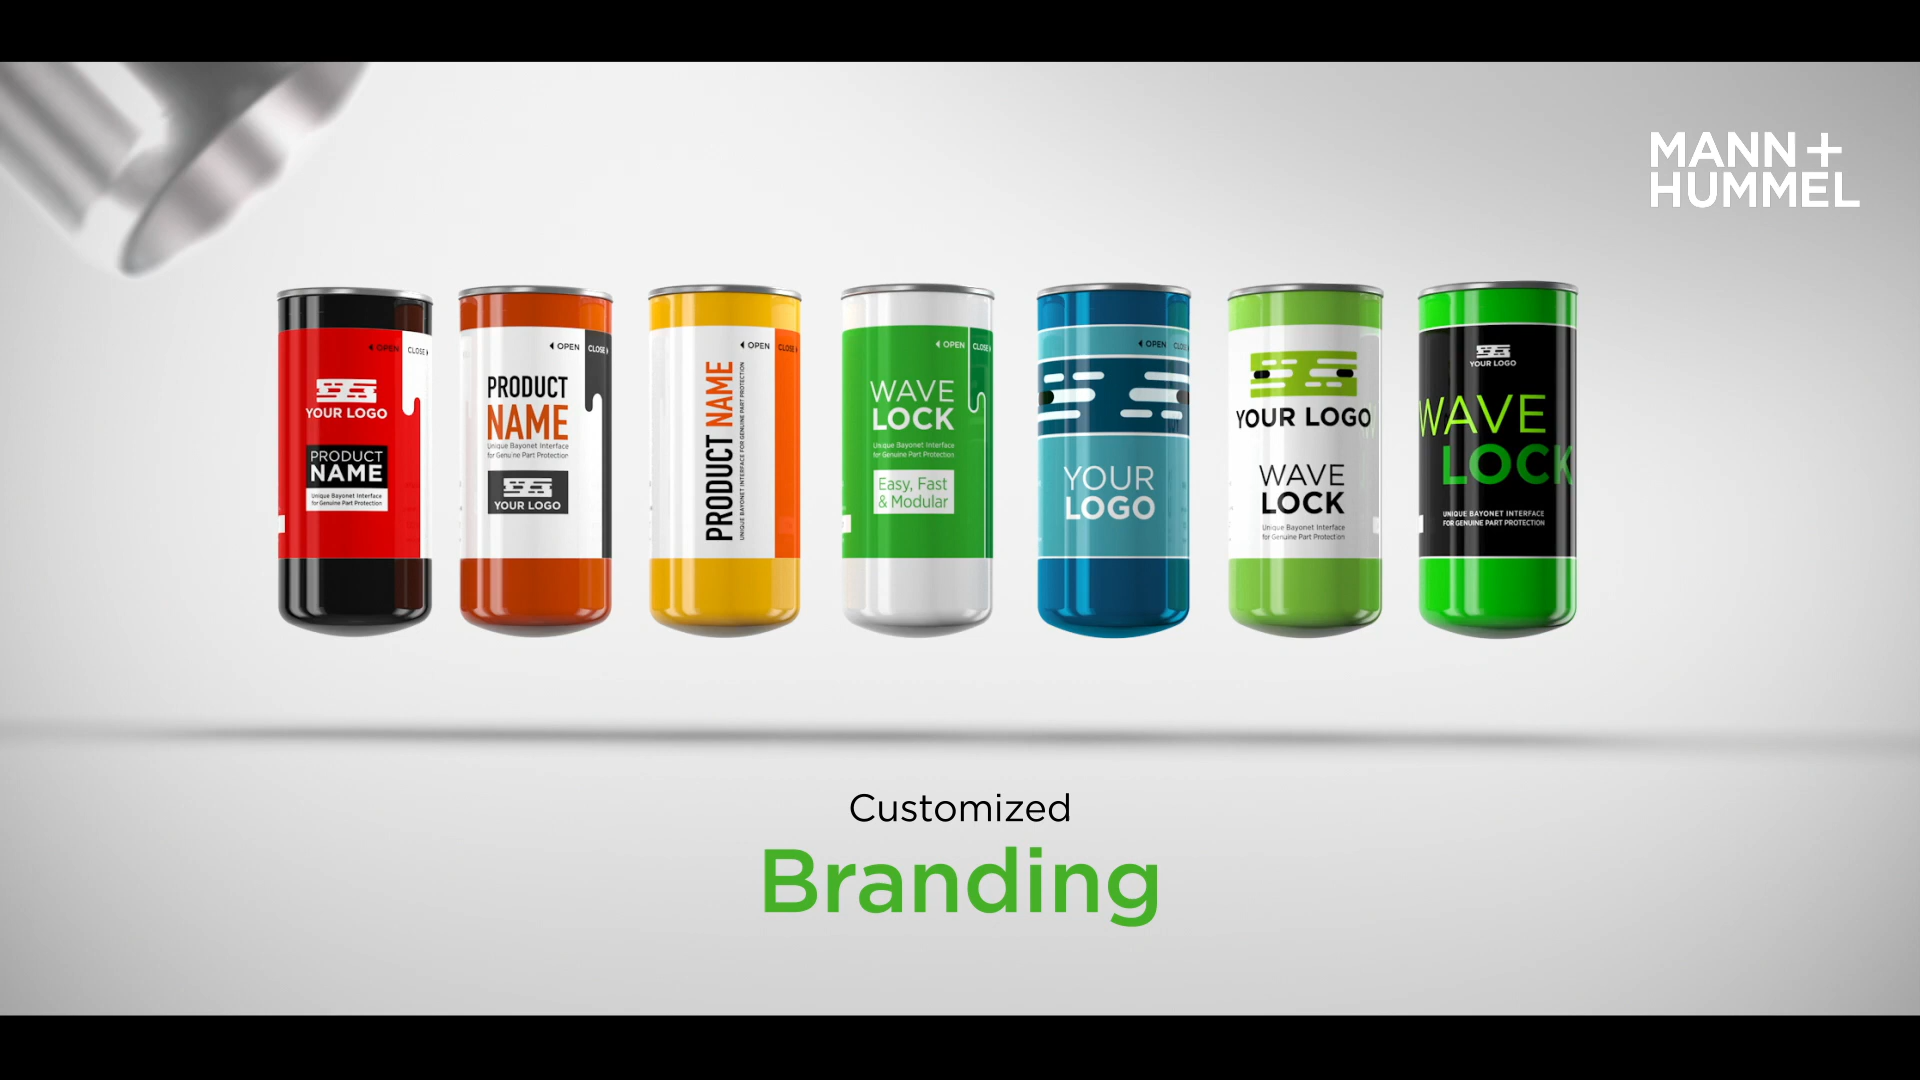 MANN+
HUMMEL
OPEN CLOSE
YOUR LOGO
PRODUCT
NAME
Unique Bayonet Interface
for Genuine Part Protection
OPEN CLOSE
PRODUCT
NAME
Unique Bayonet Interface
for Genuine Part Protection
YOUR LOGO
OPEN CLOSE
PRODUCT NAME
UNIQUE BAYONET INTERFACE FOR GENUINE PART PROTECTION
OPEN CLOSE
WAVE
LOCK
Unique Bayonet Interface
for Genuine Part Protection
Easy, Fast
& Modular
OPEN CLOSE
YOUR
LOGO
YOUR LOGO
WAVE
LOCK
Unique Bayonet Interface
for Genuine Part Protection
YOUR LOGO
WAVE
LOCK
UNIQUE BAYONET INTERFACE
FOR GENUINE PART PROTECTION
Customized
Branding